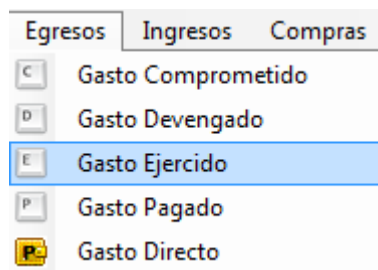 Egresos Ingresos Compras
C Gasto Comprometido
D Gasto Devengado
E Gasto Ejercido
P Gasto Pagado
P Gasto Directo